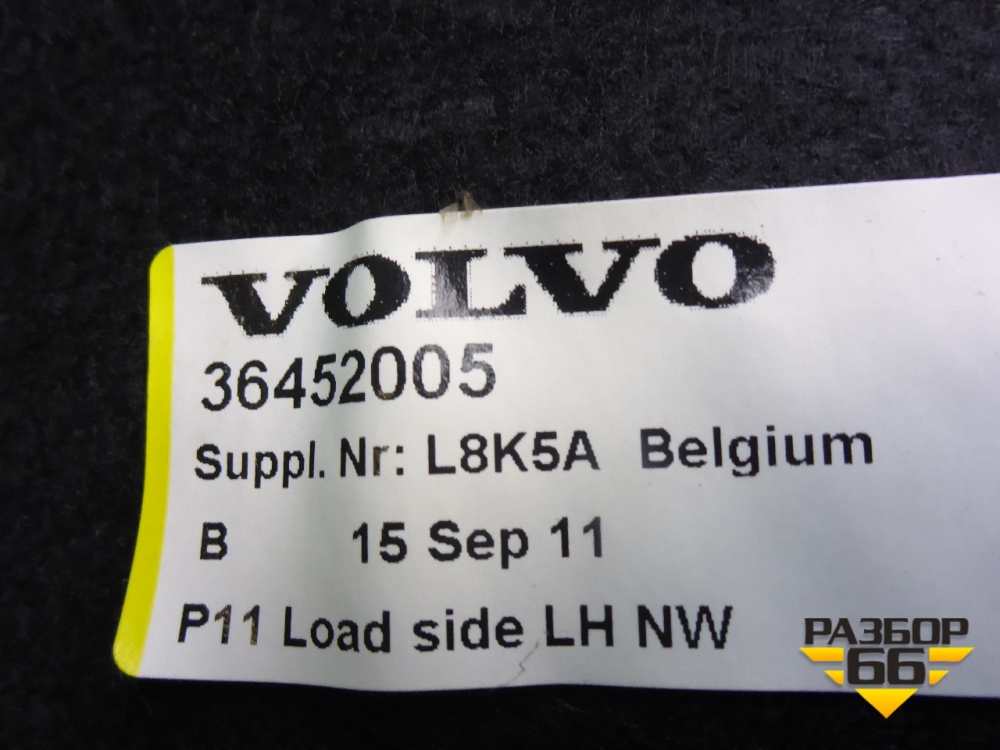 VOLVO
36452005
Suppl. Nr: L8K5A Belgium
B 15 Sep 11
P11 Load side LH NW
РАЗБОР
66